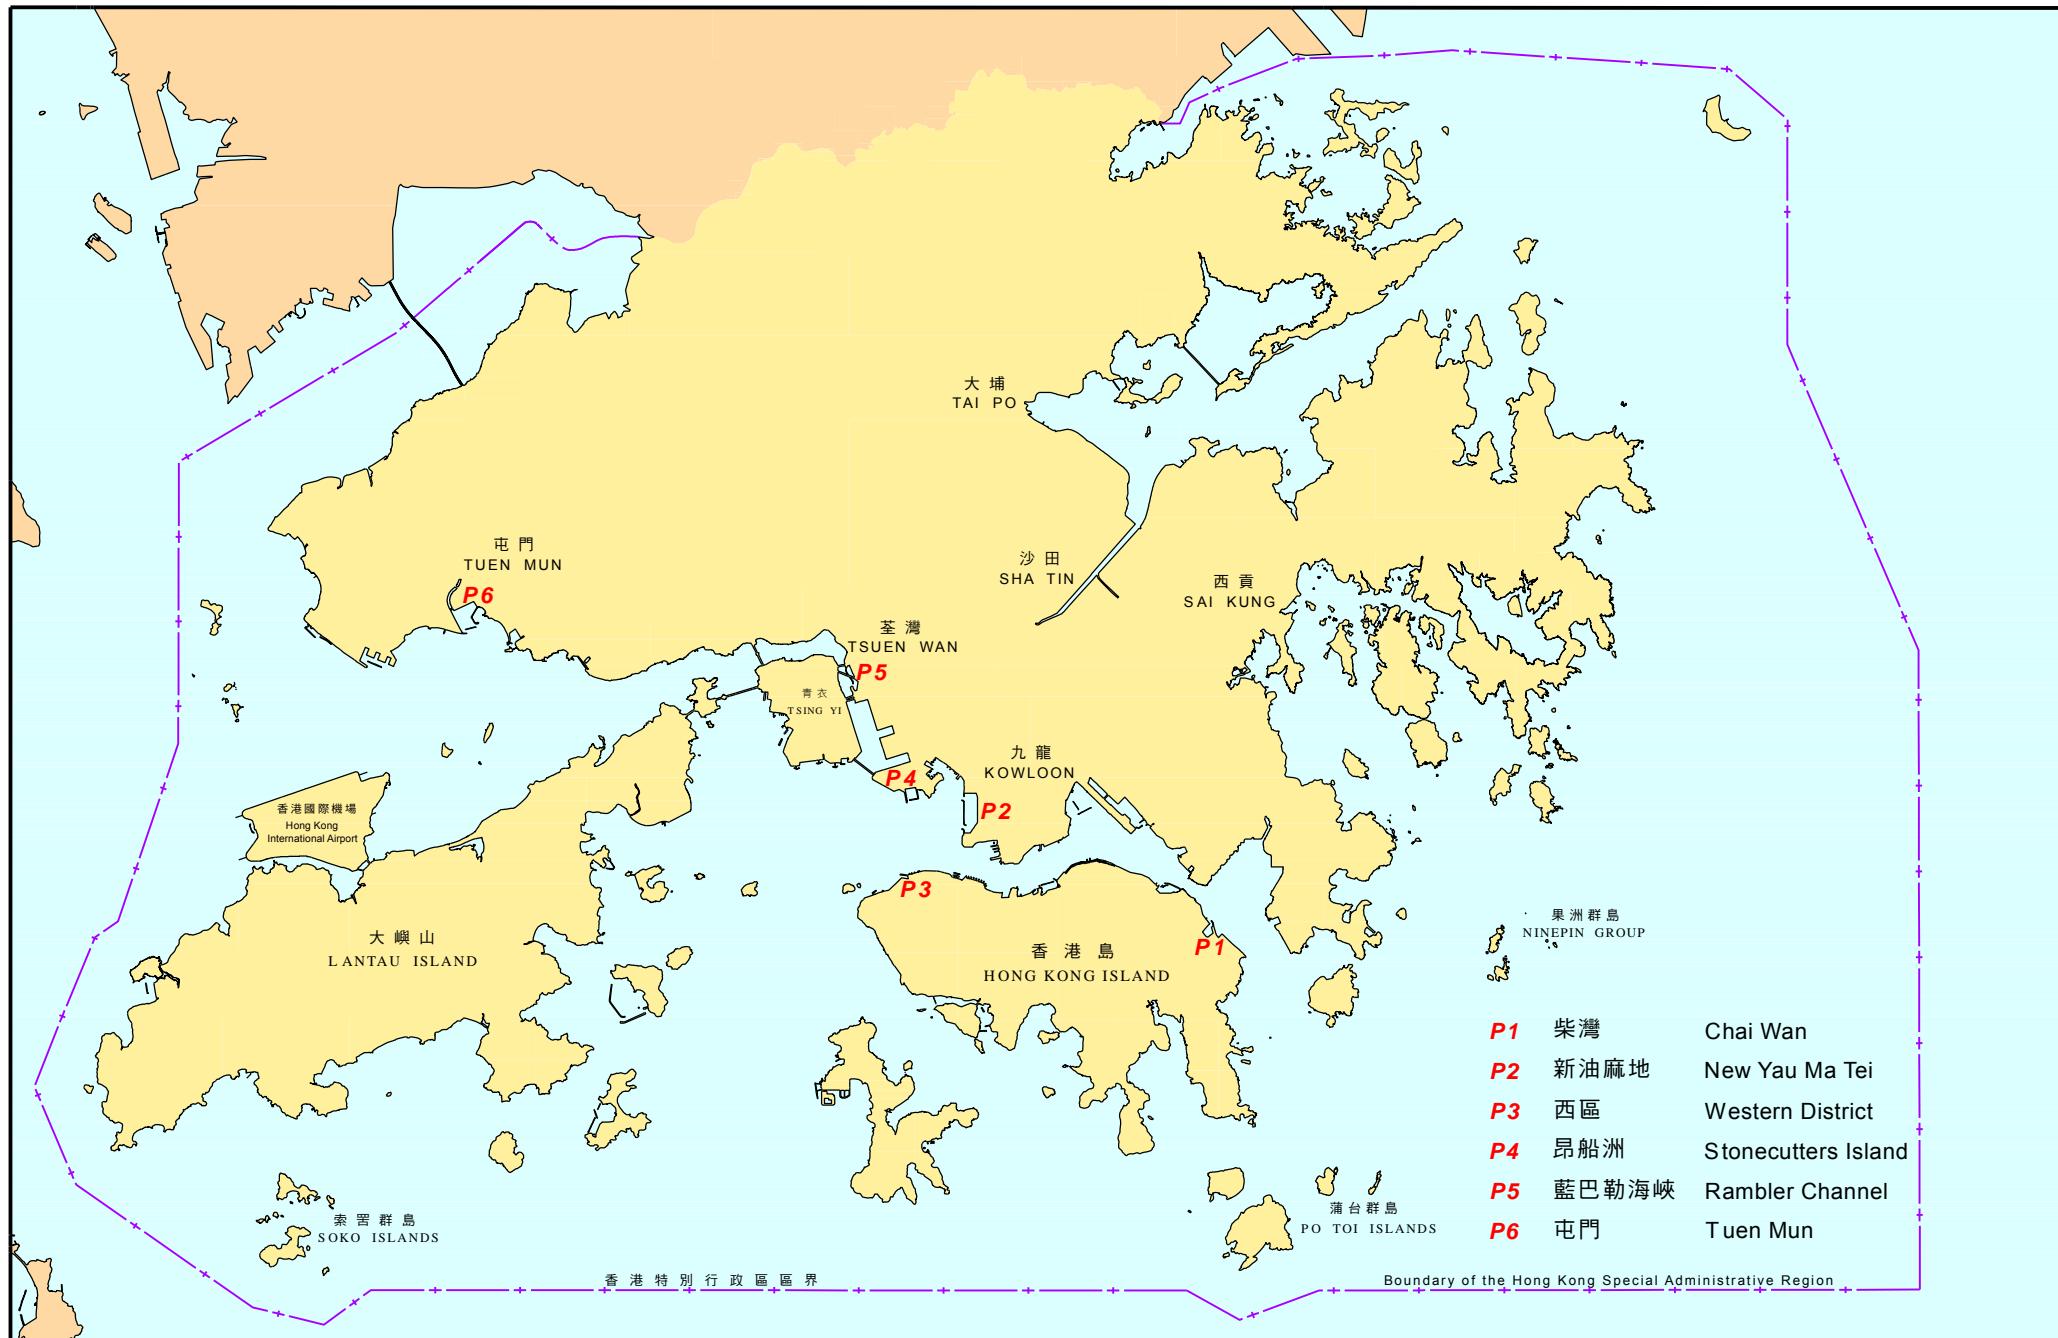 大埔
TAI PO
屯門
TUEN MUN
P6
沙田
SHA TIN
西貢
SAI KUNG
荃灣
TSUEN WAN
P5
青衣
TSING YI
九龍
KOWLOON
P4
P2
香港國際機場
Hong Kong
International Airport
P3
大嶼山
LANTAU ISLAND
P1
香港島
HONG KONG ISLAND
果洲群島
NINEPIN GROUP
P1 柴灣 Chai Wan
P2 新油麻地 New Yau Ma Tei
P3 西區 Western District
P4 昂船洲 Stonecutters Island
P5 藍巴勒海峽 Rambler Channel
P6 屯門 Tuen Mun
索罟群島
SOKO ISLANDS
蒲台群島
PO TOI ISLANDS
香港特別行政區區界
Boundary of the Hong Kong Special Administrative Region